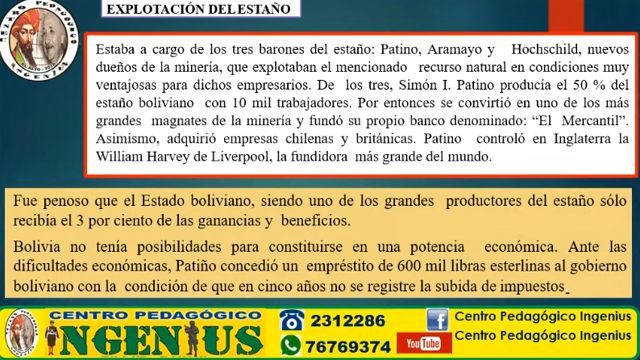 EXPLOTACIÓN DEL ESTAÑO
Estaba a cargo de los tres barones del estaño: Patino, Aramayo y Hochschild, nuevos
dueños de la minería, que explotaban el mencionado recurso natural en condiciones muy
ventajosas para dichos empresarios. De los tres, Simón I. Patino producía el 50 % del
estaño boliviano con 10 mil trabajadores. Por entonces se convirtió en uno de los más
grandes magnates de la minería y fundó su propio banco denominado: “El Mercantil”.
Asimismo, adquirió empresas chilenas y británicas. Patino controló en Inglaterra la
William Harvey de Liverpool, la fundidora más grande del mundo.
Fue penoso que el Estado boliviano, siendo uno de los grandes productores del estaño sólo
recibía el 3 por ciento de las ganancias y beneficios.
Bolivia no tenía posibilidades para constituirse en una potencia económica. Ante las
dificultades económicas, Patiño concedió un empréstito de 600 mil libras esterlinas al gobierno
boliviano con la condición de que en cinco años no se registre la subida de impuestos.
CENTRO PEDAGÓGICO
INGENIUS
2312286
76769374
Centro Pedagógico Ingenius
You Tube
Centro Pedagógico Ingenius